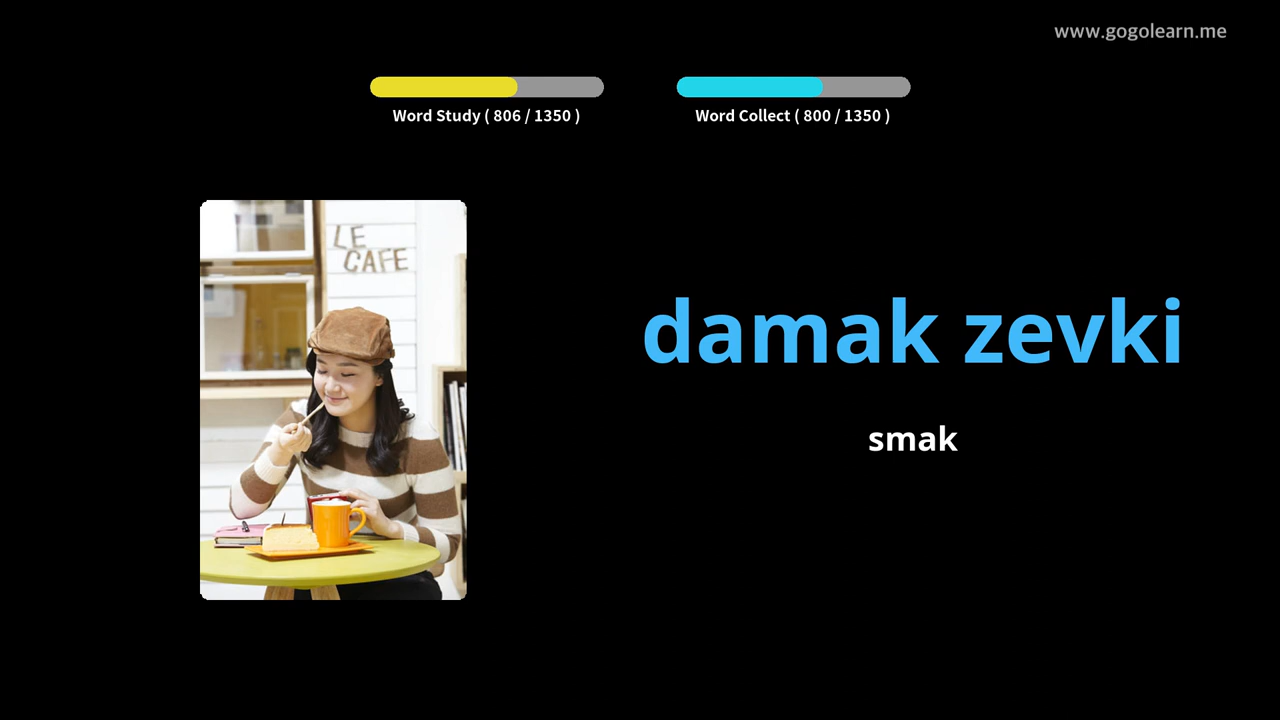 www.gogolearn.me
Word Study ( 806 / 1350 )
Word Collect ( 800 / 1350 )
LE
CAFE
damak zevki
smak